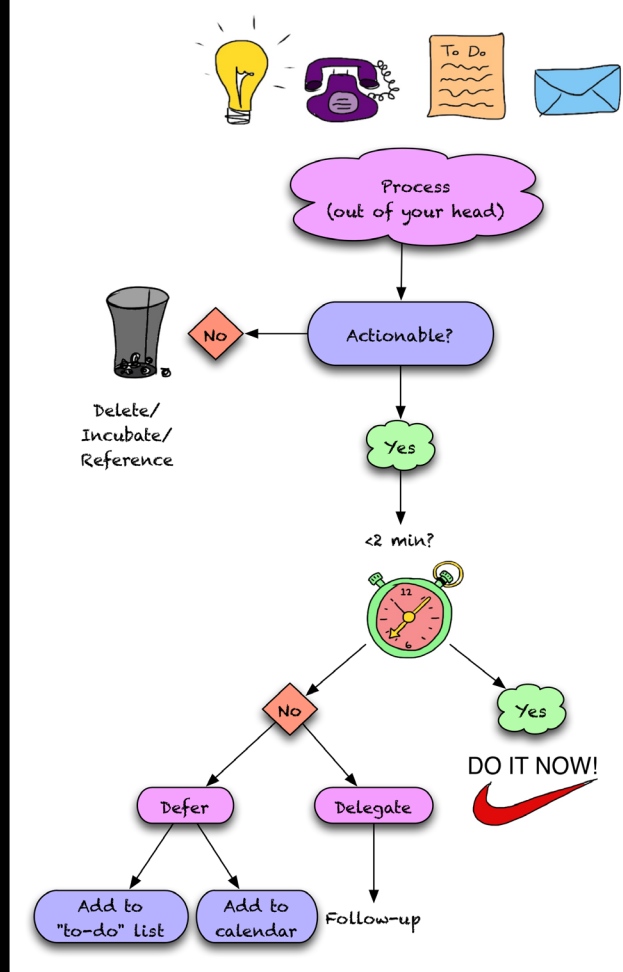 To Do
Process
(out of your head)
Actionable?
No
Delete/
Incubate/
Reference
Yes
<2 min?
12
6
No
Yes
DO IT NOW!
Defer
Delegate
Add to
"to-do" list
Add to
calendar
Follow-up